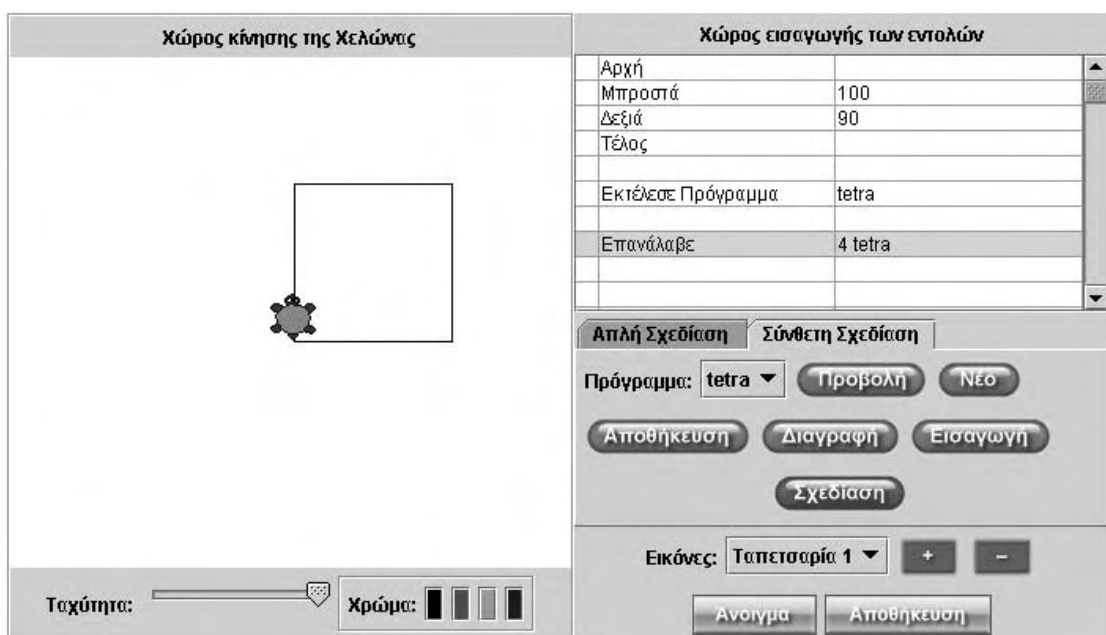 Χώρος κίνησης της Χελώνας
Χώρος εισαγωγής των εντολών
Αρχή
Μπροστά 100
Δεξιά 90
Τέλος
Εκτέλεσε Πρόγραμμα tetra
Επανάλαβε 4 tetra
Απλή Σχεδίαση Σύνθετη Σχεδίαση
Πρόγραμμα: tetra Προβολή Νέο
Αποθήκευση Διαγραφή Εισαγωγή
Σχεδίαση
Εικόνες: Ταπετσαρία 1 + -
Ταχύτητα: Χρώμα:
Άνοιγμα Αποθήκευση